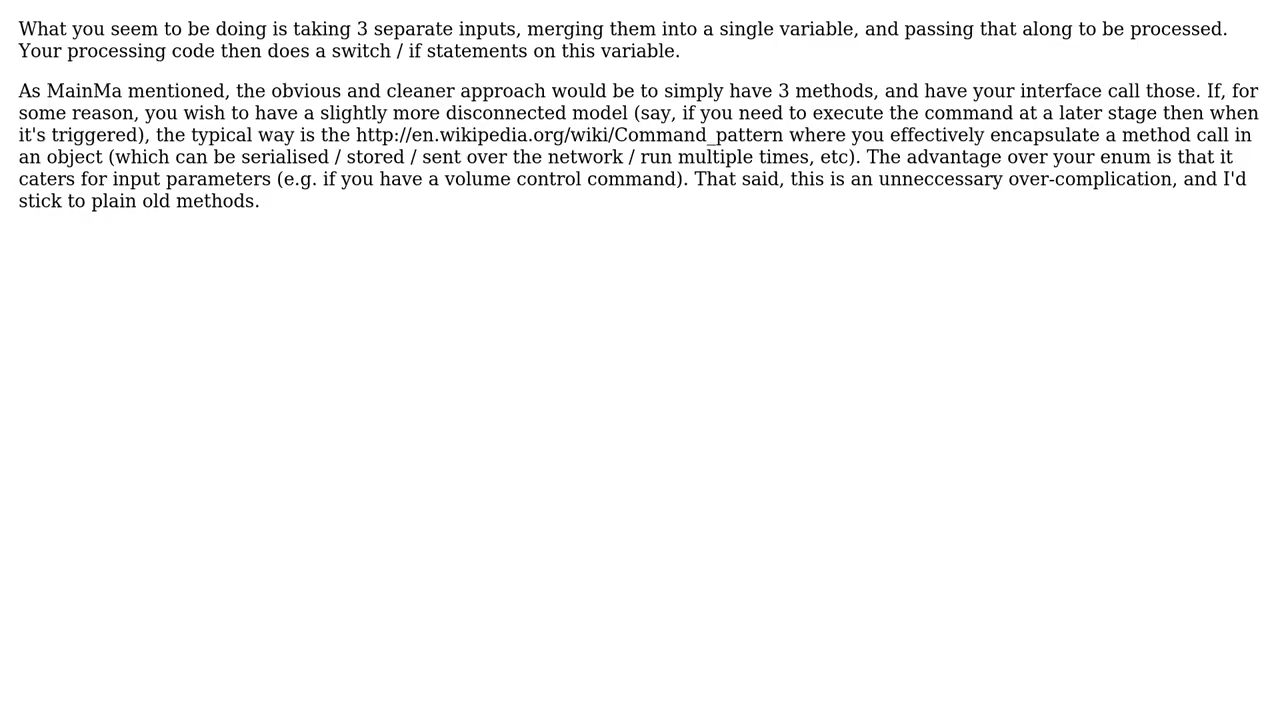 What you seem to be doing is taking 3 separate inputs, merging them into a single variable, and passing that along to be processed.
Your processing code then does a switch / if statements on this variable.
As MainMa mentioned, the obvious and cleaner approach would be to simply have 3 methods, and have your interface call those. If, for
some reason, you wish to have a slightly more disconnected model (say, if you need to execute the command at a later stage then when
it's triggered), the typical way is the http://en.wikipedia.org/wiki/Command_pattern where you effectively encapsulate a method call in
an object (which can be serialised / stored / sent over the network / run multiple times, etc). The advantage over your enum is that it
caters for input parameters (e.g. if you have a volume control command). That said, this is an unneccessary over-complication, and I'd
stick to plain old methods.